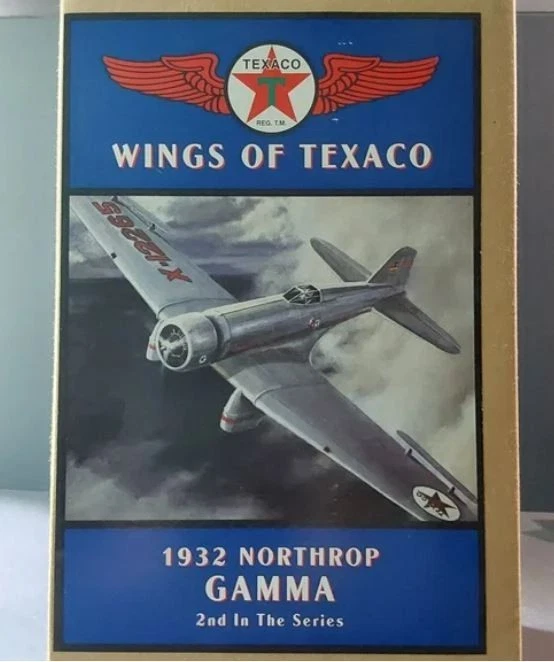 TEXACO
T
REG. T.M.
WINGS OF TEXACO
X-12265
1932 NORTHROP
GAMMA
2nd In The Series